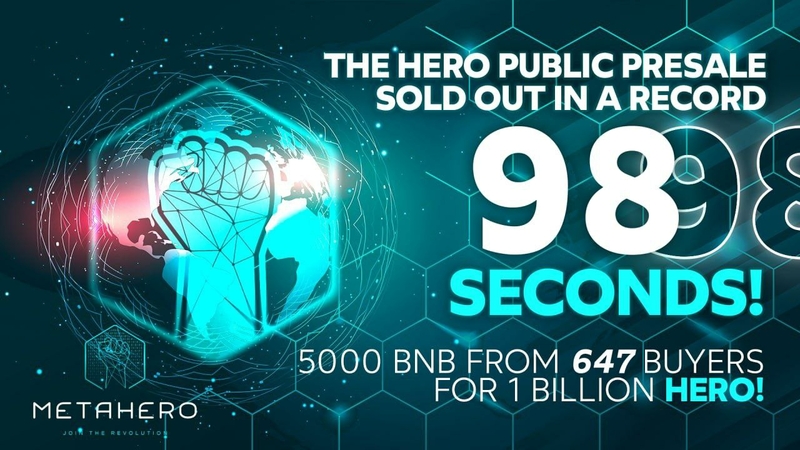 THE HERO PUBLIC PRESALE
SOLD OUT IN A RECORD
98
98
SECONDS!
5000 BNB FROM 647 BUYERS
FOR 1 BILLION HERO!
METAHERO
JOIN THE REVOLUTION